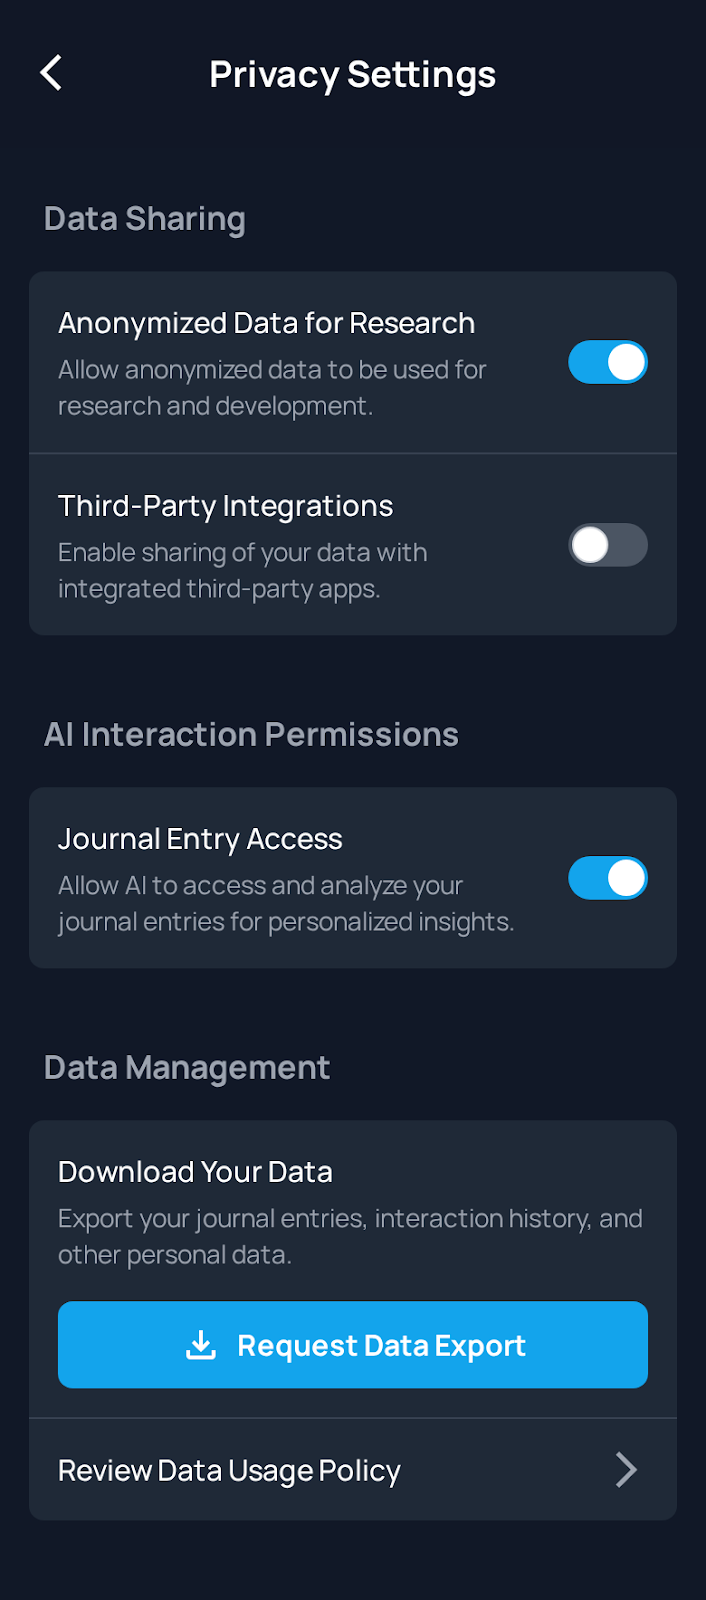 Privacy Settings
Data Sharing
Anonymized Data for Research
Allow anonymized data to be used for
research and development.
Third-Party Integrations
Enable sharing of your data with
integrated third-party apps.
AI Interaction Permissions
Journal Entry Access
Allow AI to access and analyze your
journal entries for personalized insights.
Data Management
Download Your Data
Export your journal entries, interaction history, and
other personal data.
Request Data Export
Review Data Usage Policy